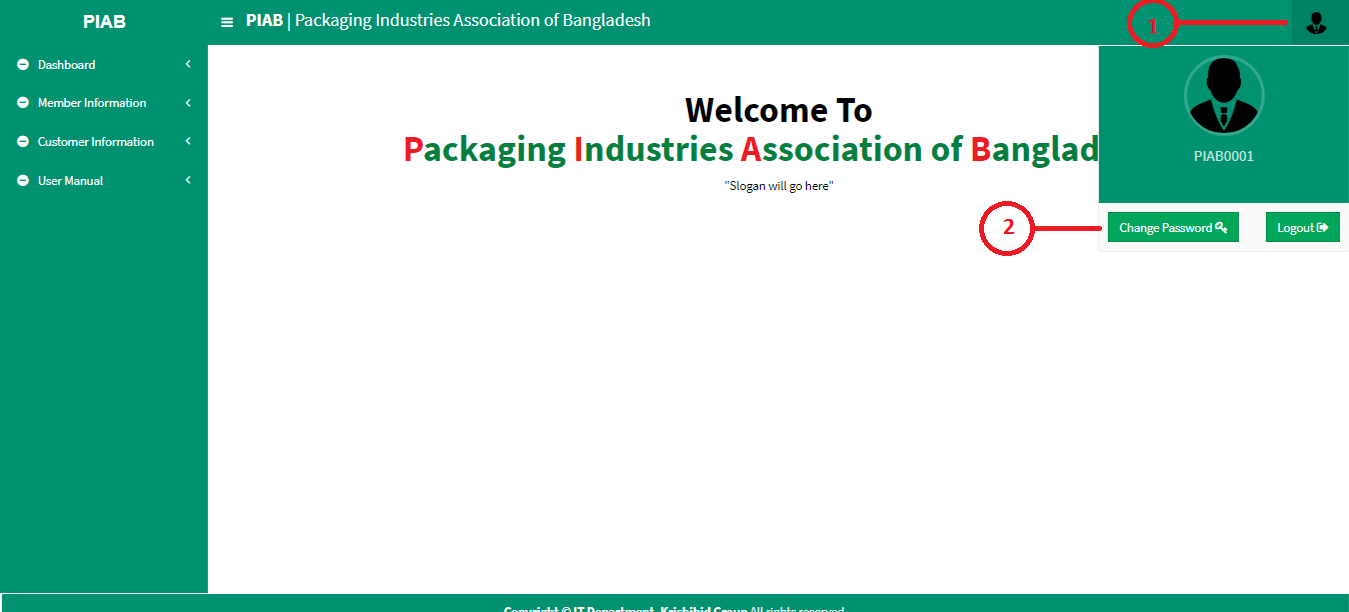 PIAB
PIAB | Packaging Industries Association of Bangladesh
1
Dashboard
Member Information
Customer Information
User Manual
Welcome To
Packaging Industries Association of Banglad
"Slogan will go here"
PIAB0001
2
Change Password
Logout
Copyright © IT Department, Krishibid Group All rights reserved